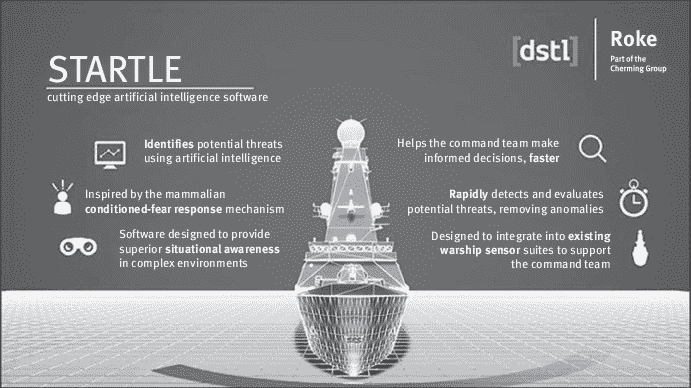 STARTLE
cutting edge artificial intelligence software
[dstl]
Roke
Part of the
Cherming Group
Identifies potential threats
using artificial intelligence
Inspired by the mammalian
conditioned-fear response mechanism
Software designed to provide
superior situational awareness
in complex environments
Helps the command team make
informed decisions, faster
Rapidly detects and evaluates
potential threats, removing anomalies
Designed to integrate into existing
warship sensor suites to support
the command team